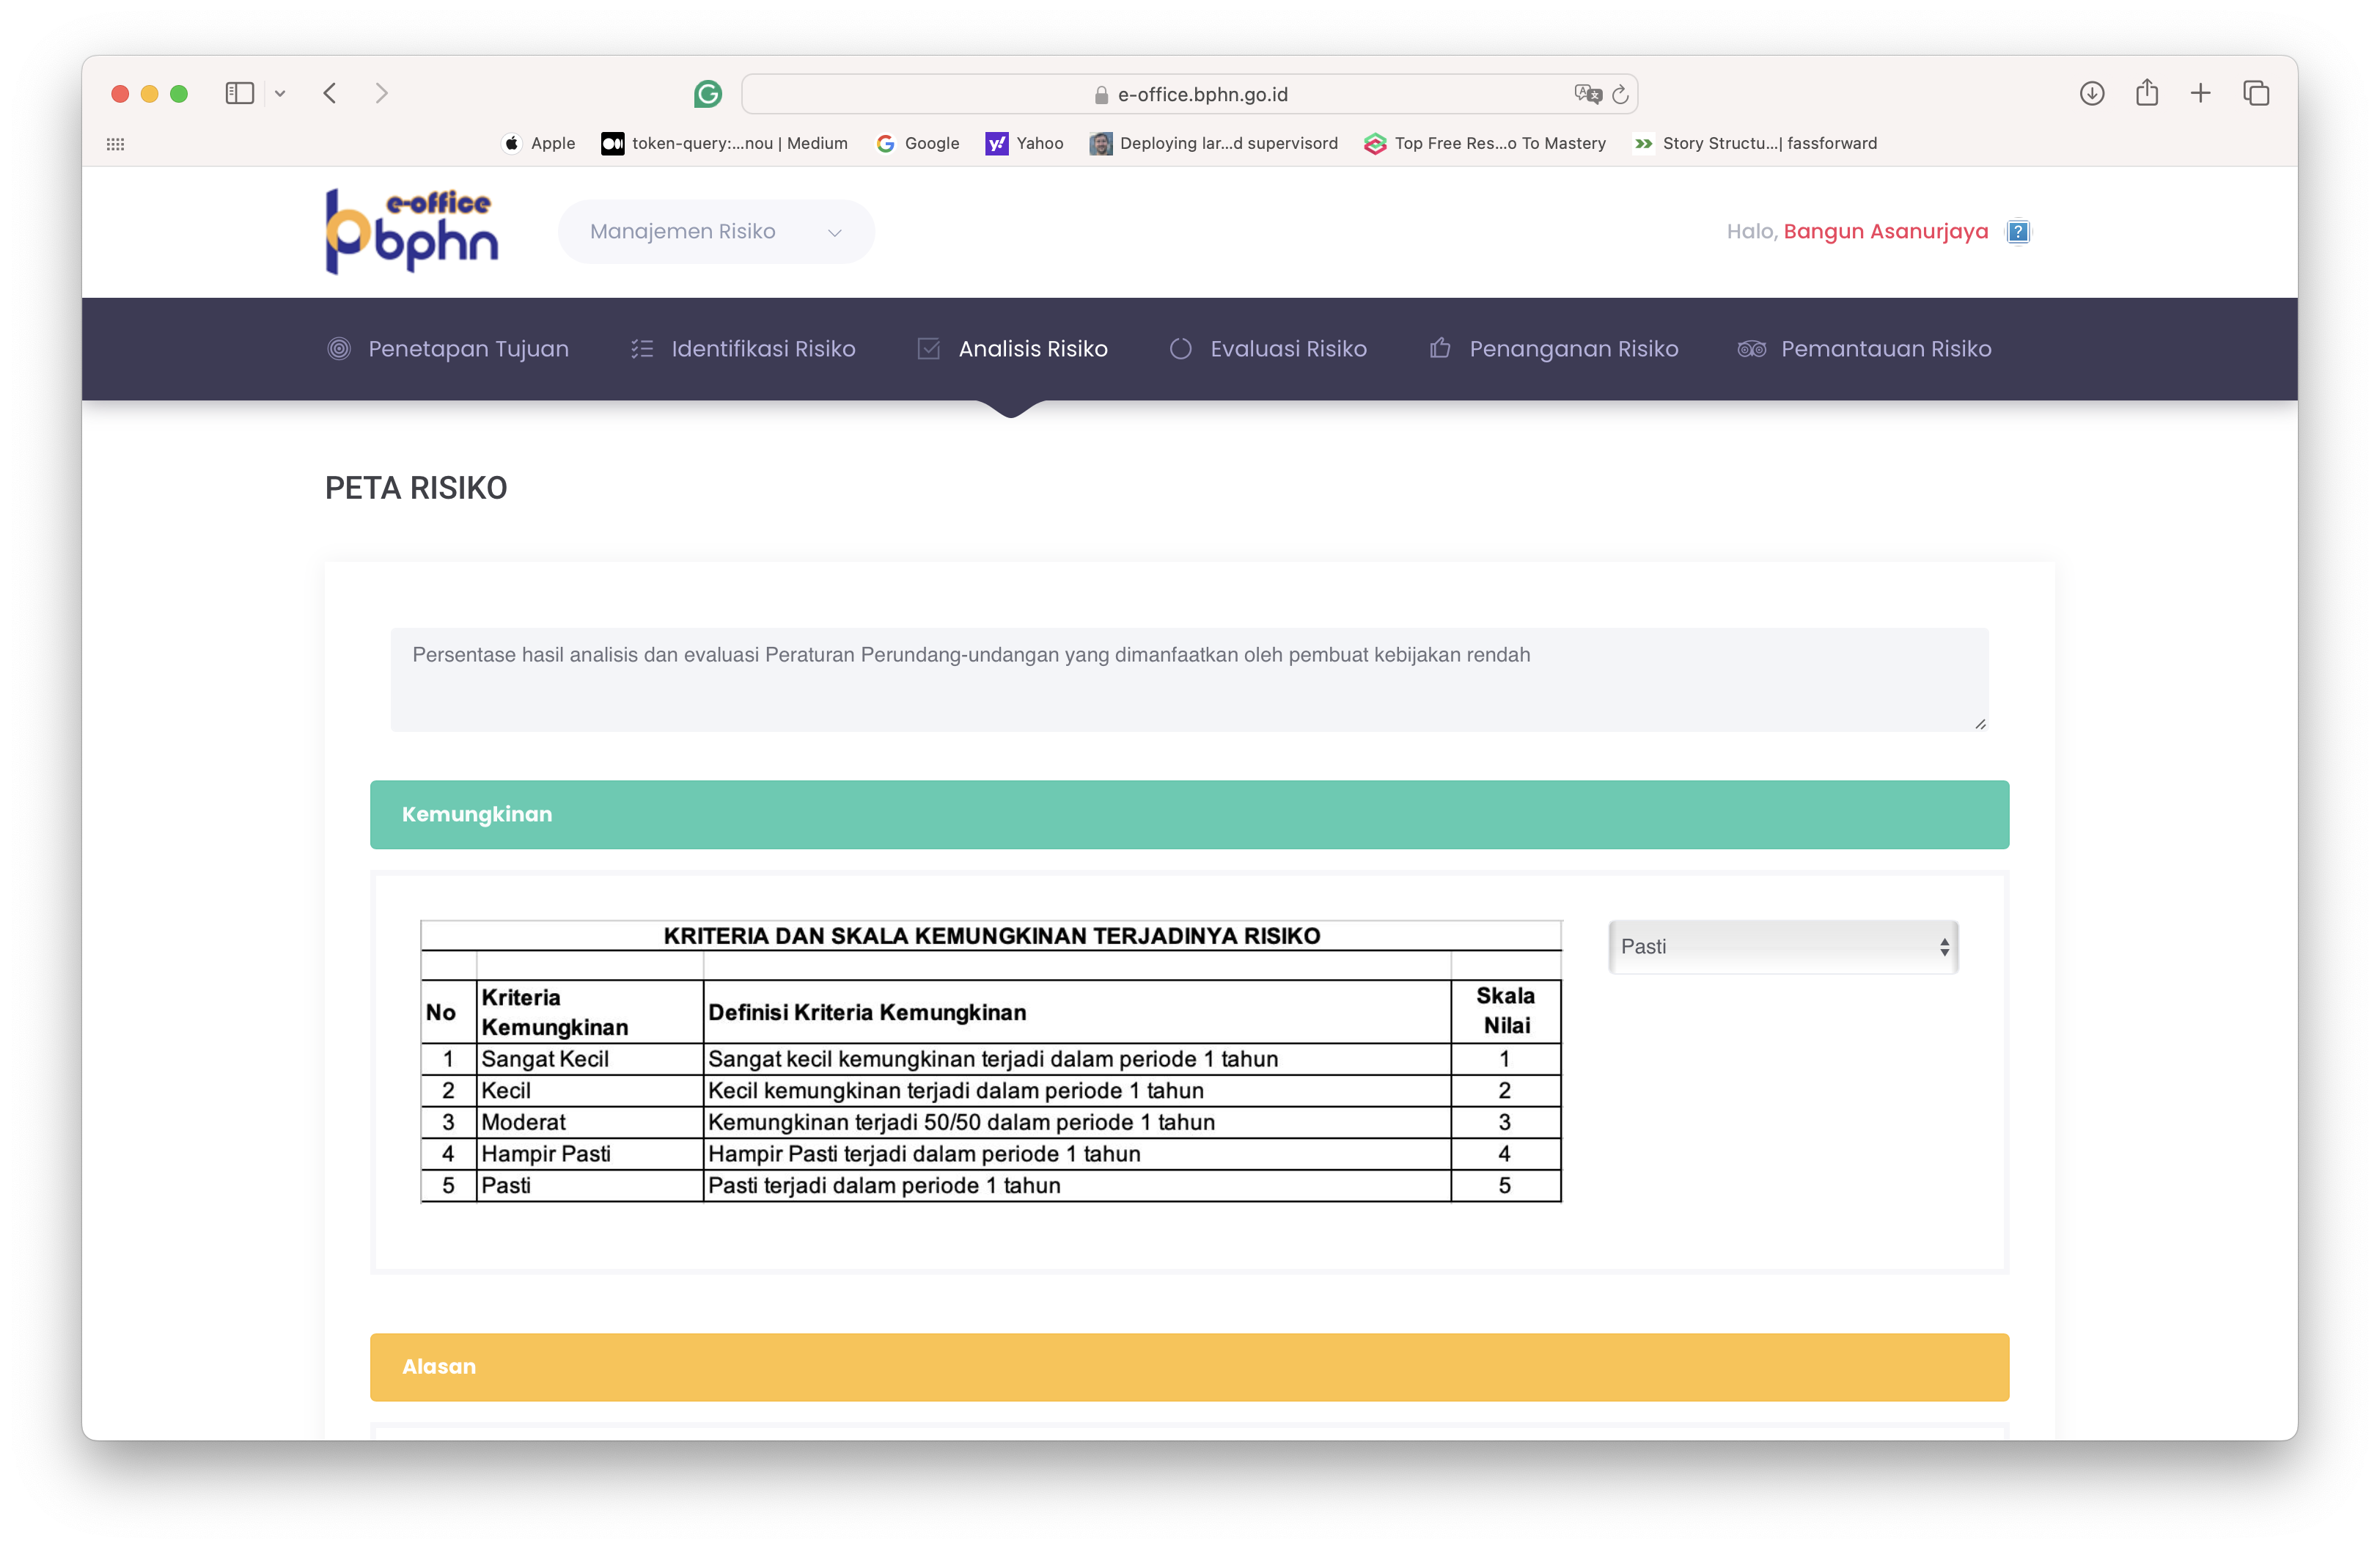 e-office.bphn.go.id
Apple
token-query:...nou | Medium
Google
Yahoo
Deploying lar...d supervisord
Top Free Res...o To Mastery
Story Structu...| fassforward
e-office
bphn
Manajemen Risiko
Halo, Bangun Asanurjaya
Penetapan Tujuan
Identifikasi Risiko
Analisis Risiko
Evaluasi Risiko
Penanganan Risiko
Pemantauan Risiko
PETA RISIKO
Persentase hasil analisis dan evaluasi Peraturan Perundang-undangan yang dimanfaatkan oleh pembuat kebijakan rendah
Kemungkinan
KRITERIA DAN SKALA KEMUNGKINAN TERJADINYA RISIKO
Pasti
No Kriteria Kemungkinan Definisi Kriteria Kemungkinan Skala Nilai
1 Sangat Kecil Sangat kecil kemungkinan terjadi dalam periode 1 tahun 1
2 Kecil Kecil kemungkinan terjadi dalam periode 1 tahun 2
3 Moderat Kemungkinan terjadi 50/50 dalam periode 1 tahun 3
4 Hampir Pasti Hampir Pasti terjadi dalam periode 1 tahun 4
5 Pasti Pasti terjadi dalam periode 1 tahun 5
Alasan